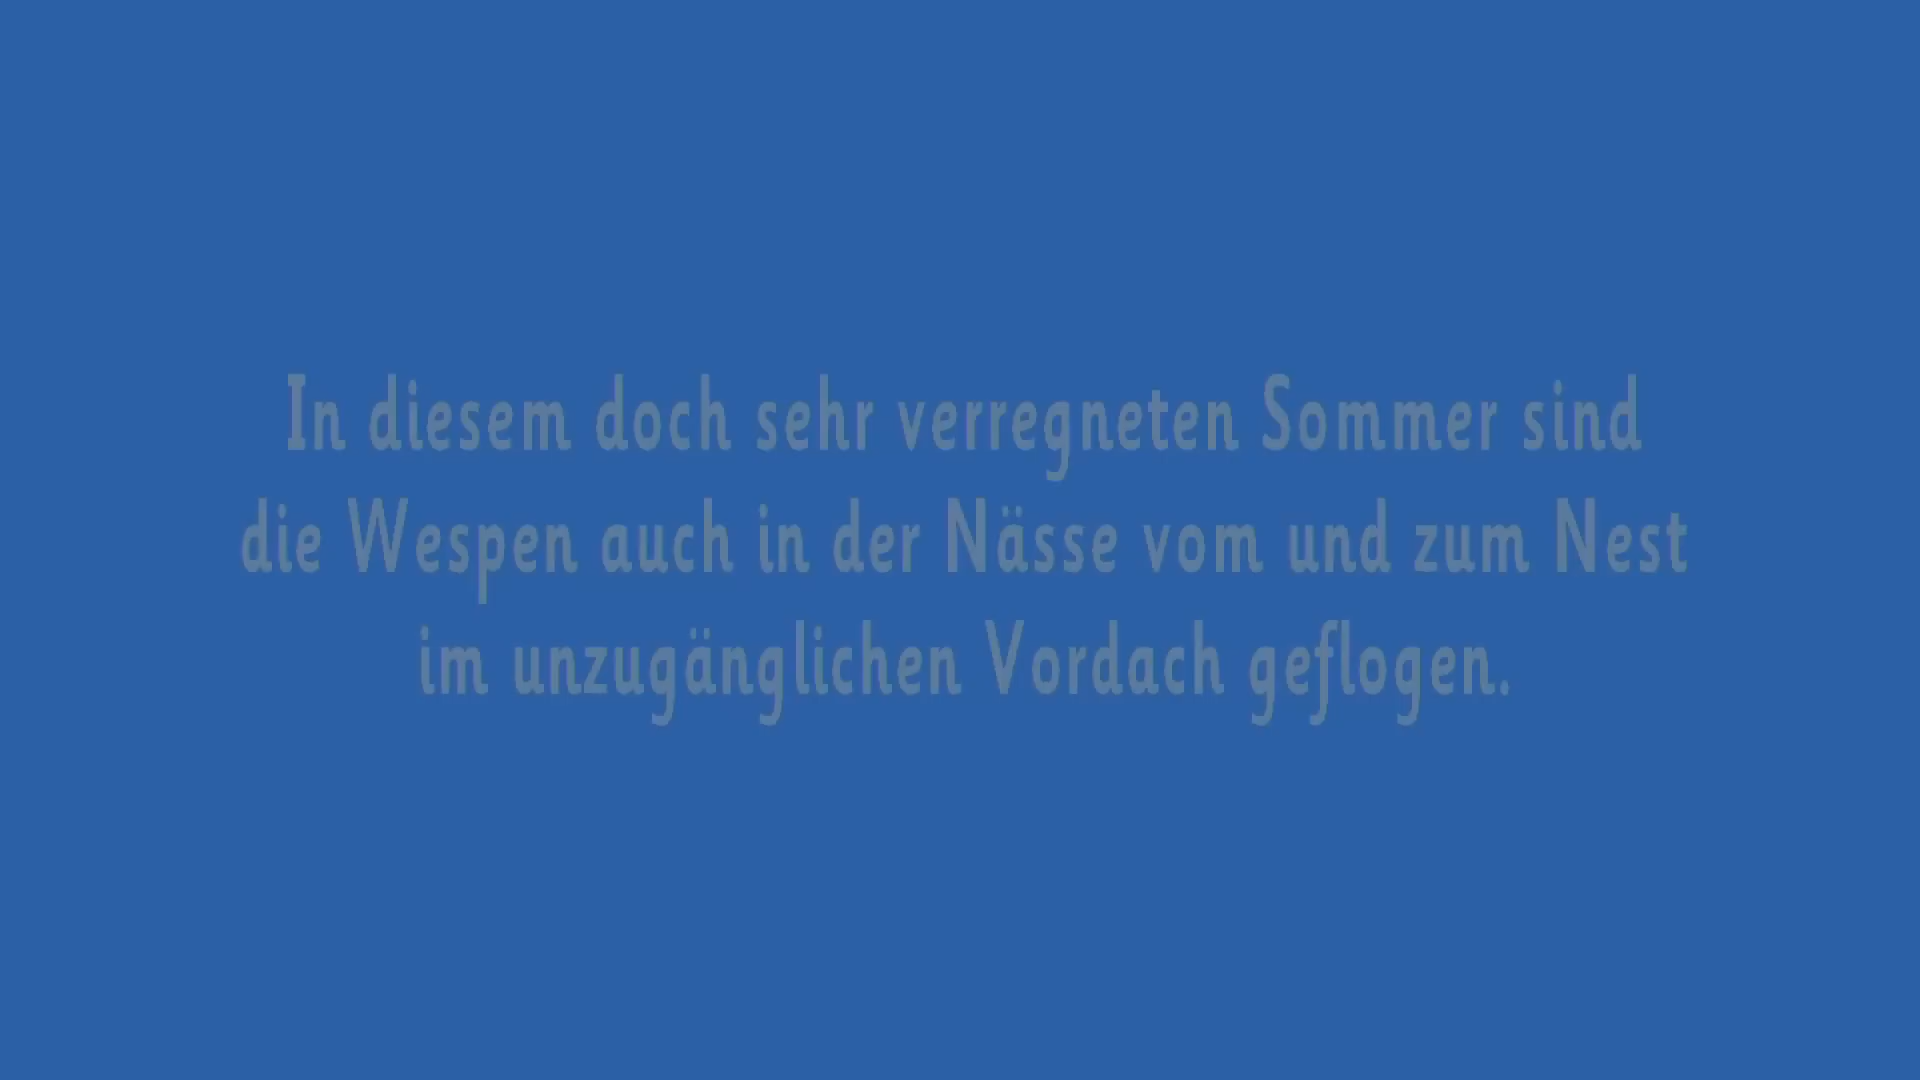 In diesem doch sehr verregneten Sommer sind
die Wespen auch in der Nässe vom und zum Nest
im unzugänglichen Vordach geflogen.